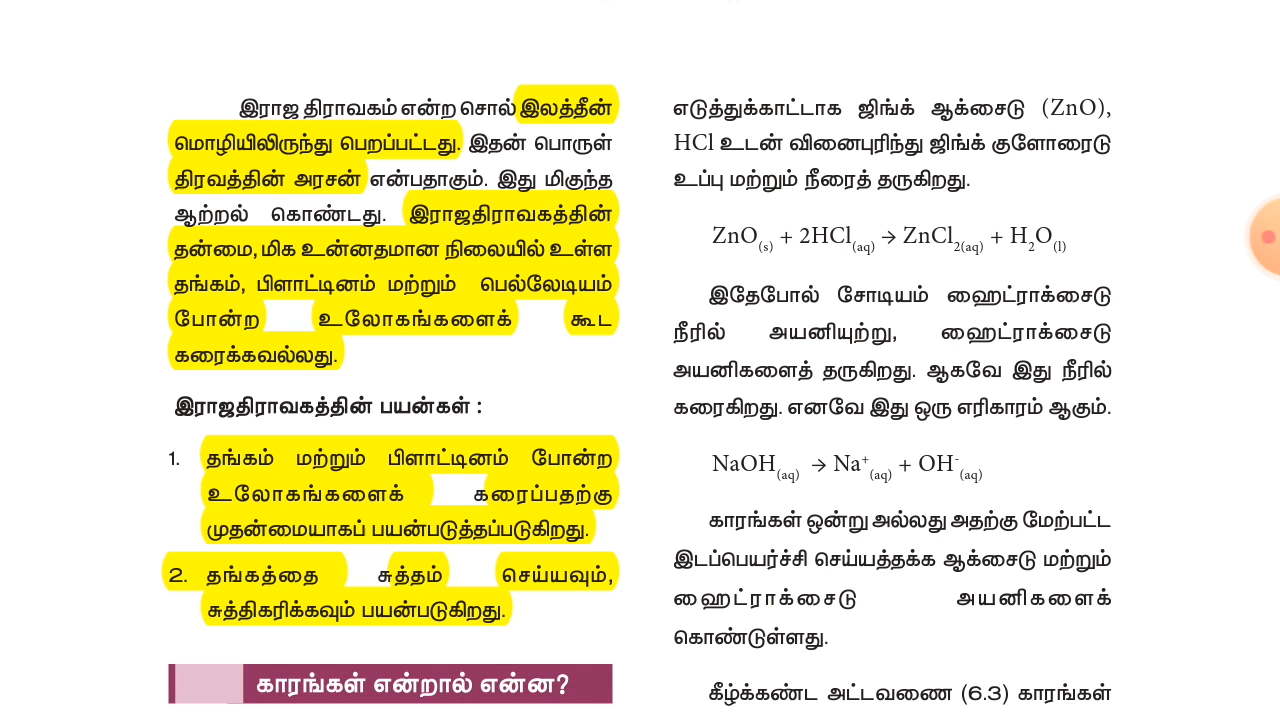 இராஜ திராவகம் என்ற சொல் இலத்தீன்
மொழியிலிருந்து பெறப்பட்டது. இதன் பொருள்
திரவத்தின் அரசன் என்பதாகும். இது மிகுந்த
ஆற்றல் கொண்டது. இராஜதிராவகத்தின்
தன்மை, மிக உன்னதமான நிலையில் உள்ள
தங்கம், பிளாட்டினம் மற்றும் பெல்லேடியம்
போன்ற உலோகங்களைக் கூட
கரைக்கவல்லது.
இராஜதிராவகத்தின் பயன்கள் :
1. தங்கம் மற்றும் பிளாட்டினம் போன்ற
உலோகங்களைக் கரைப்பதற்கு
முதன்மையாகப் பயன்படுத்தப்படுகிறது.
2. தங்கத்தை சுத்தம் செய்யவும்,
சுத்திகரிக்கவும் பயன்படுகிறது.
காரங்கள் என்றால் என்ன?
எடுத்துக்காட்டாக ஜிங்க் ஆக்சைடு (ZnO),
HCl உடன் வினைபுரிந்து ஜிங்க் குளோரைடு
உப்பு மற்றும் நீரைத் தருகிறது.
ZnO(s) + 2HCl(aq) → ZnCl2(aq) + H2O(l)
இதேபோல் சோடியம் ஹைட்ராக்சைடு
நீரில் அயனியுற்று, ஹைட்ராக்சைடு
அயனிகளைத் தருகிறது. ஆகவே இது நீரில்
கரைகிறது. எனவே இது ஒரு எரிகாரம் ஆகும்.
NaOH(aq) → Na+(aq) + OH-(aq)
காரங்கள் ஒன்று அல்லது அதற்கு மேற்பட்ட
இடப்பெயர்ச்சி செய்யத்தக்க ஆக்சைடு மற்றும்
ஹைட்ராக்சைடு அயனிகளைக்
கொண்டுள்ளது.
கீழ்க்கண்ட அட்டவணை (6.3) காரங்கள்